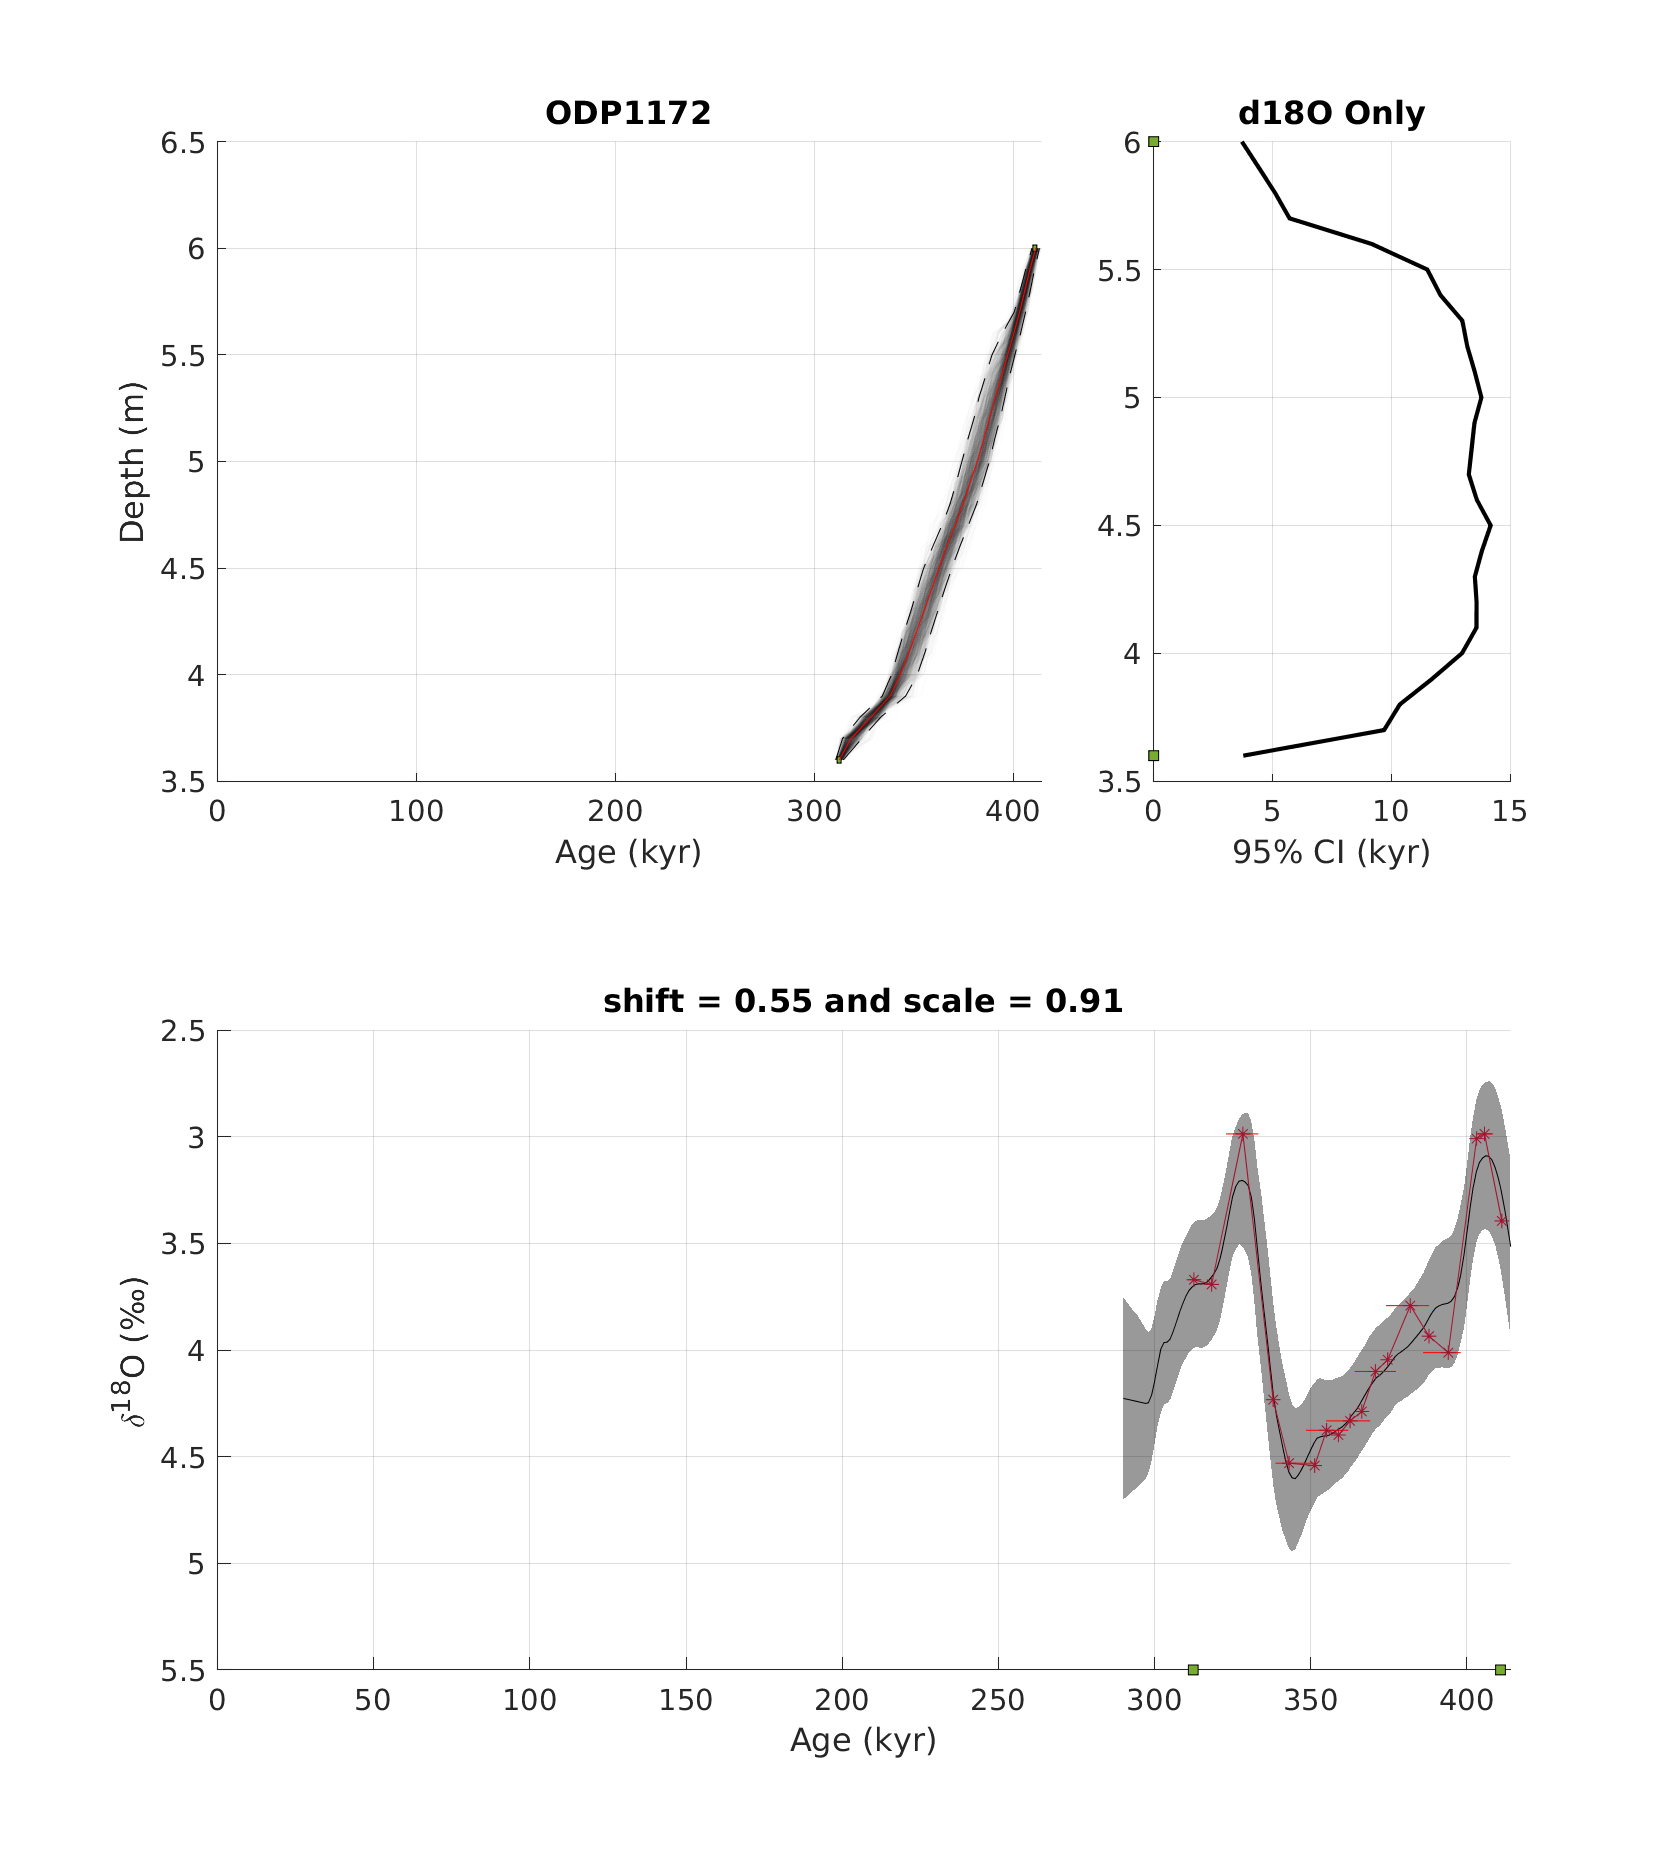 ODP1172
6.5
6
5.5
5
4.5
4
3.5
Depth (m)
0 100 200 300 400
Age (kyr)
d18O Only
6
5.5
5
4.5
4
3.5
0 5 10 15
95% CI (kyr)
shift = 0.55 and scale = 0.91
2.5
3
3.5
4
4.5
5
5.5
δ¹⁸O (‰)
0 50 100 150 200 250 300 350 400
Age (kyr)